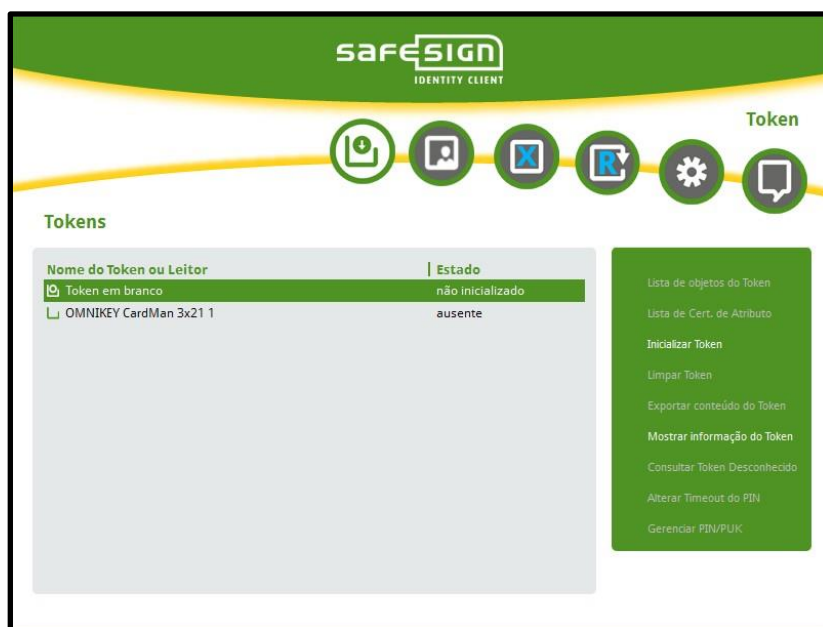 safesign
IDENTITY CLIENT
Token
X
R
Tokens
Nome do Token ou Leitor
Estado
Token em branco
não inicializado
OMNIKEY CardMan 3x21 1
ausente
Lista de objetos do Token
Lista de Cert. de Atributo
Inicializar Token
Limpar Token
Exportar conteúdo do Token
Mostrar informação do Token
Consultar Token Desconhecido
Alterar Timeout do PIN
Gerenciar PIN/PUK